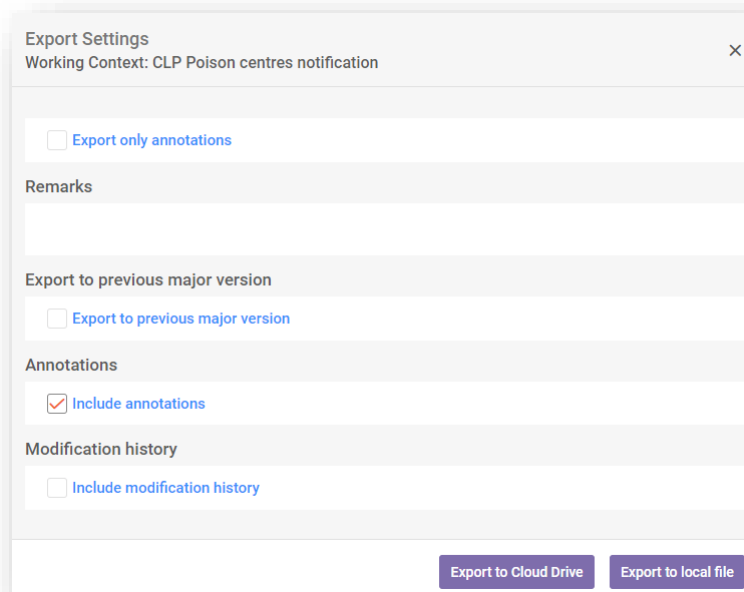 Export Settings
Working Context: CLP Poison centres notification
Export only annotations
Remarks
Export to previous major version
Export to previous major version
Annotations
Include annotations
Modification history
Include modification history
Export to Cloud Drive
Export to local file